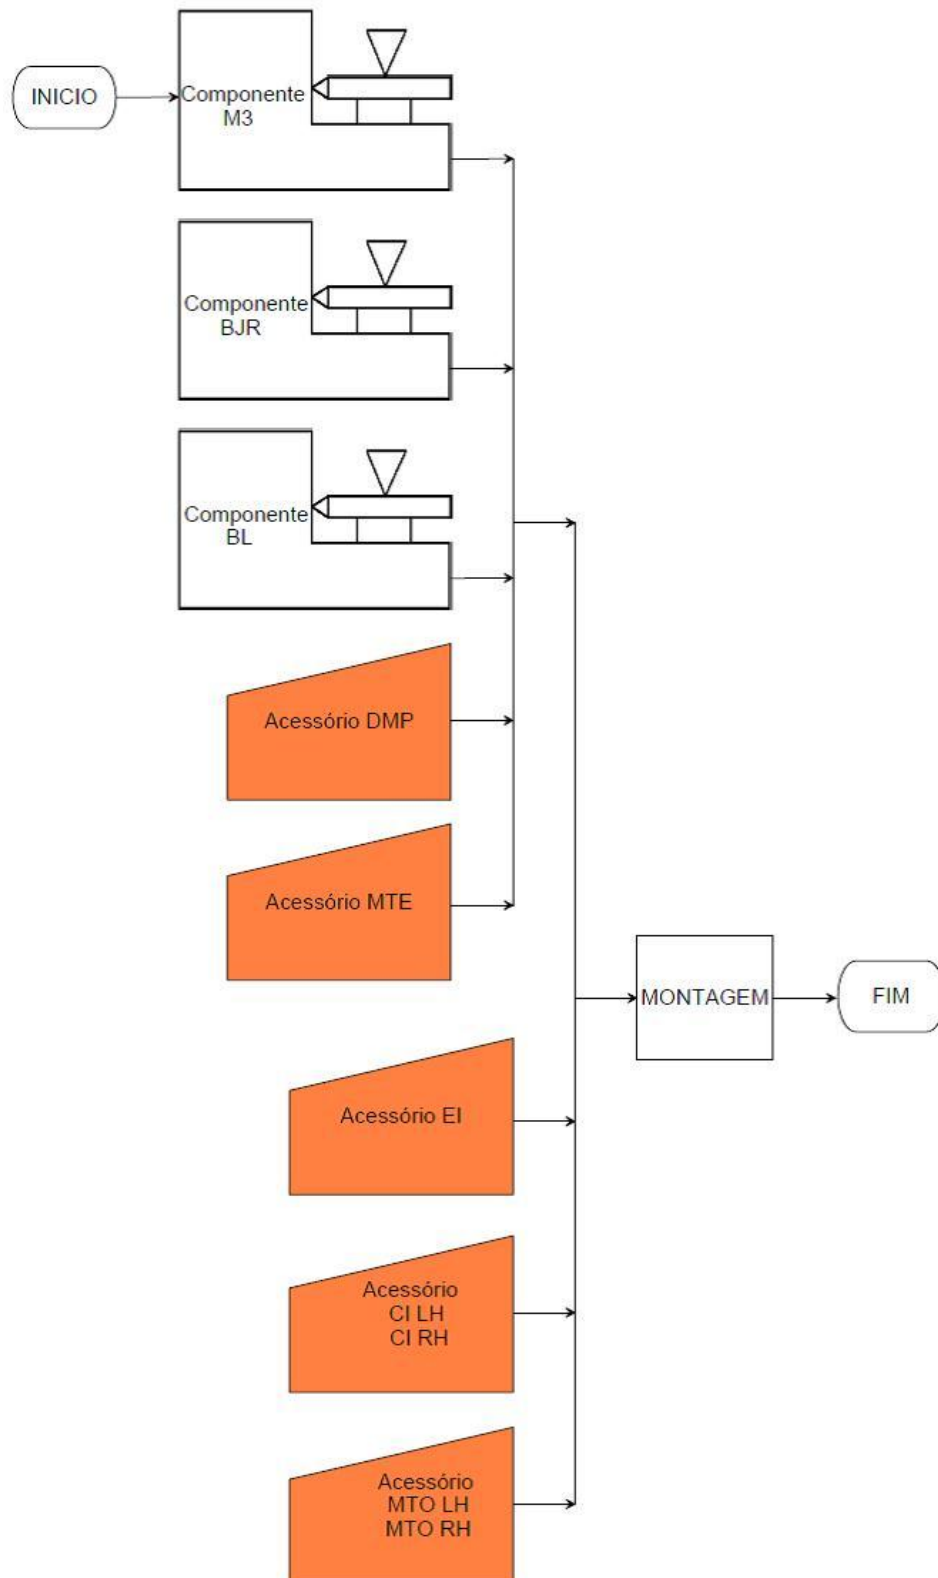 INICIO
Componente
M3
Componente
BJR
Componente
BL
Acessório DMP
Acessório MTE
MONTAGEM
FIM
Acessório EI
Acessório
CI LH
CI RH
Acessório
MTO LH
MTO RH